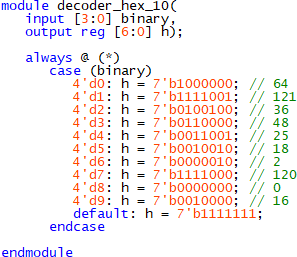 module decoder_hex_10(
input [3:0] binary,
output reg [6:0] h);
always @ (*)
case (binary)
4'd0: h = 7'b1000000; // 64
4'd1: h = 7'b1111001; // 121
4'd2: h = 7'b0100100; // 36
4'd3: h = 7'b0110000; // 48
4'd4: h = 7'b0011001; // 25
4'd5: h = 7'b0010010; // 18
4'd6: h = 7'b0000010; // 2
4'd7: h = 7'b1111000; // 120
4'd8: h = 7'b0000000; // 0
4'd9: h = 7'b0010000; // 16
default: h = 7'b1111111;
endcase
endmodule